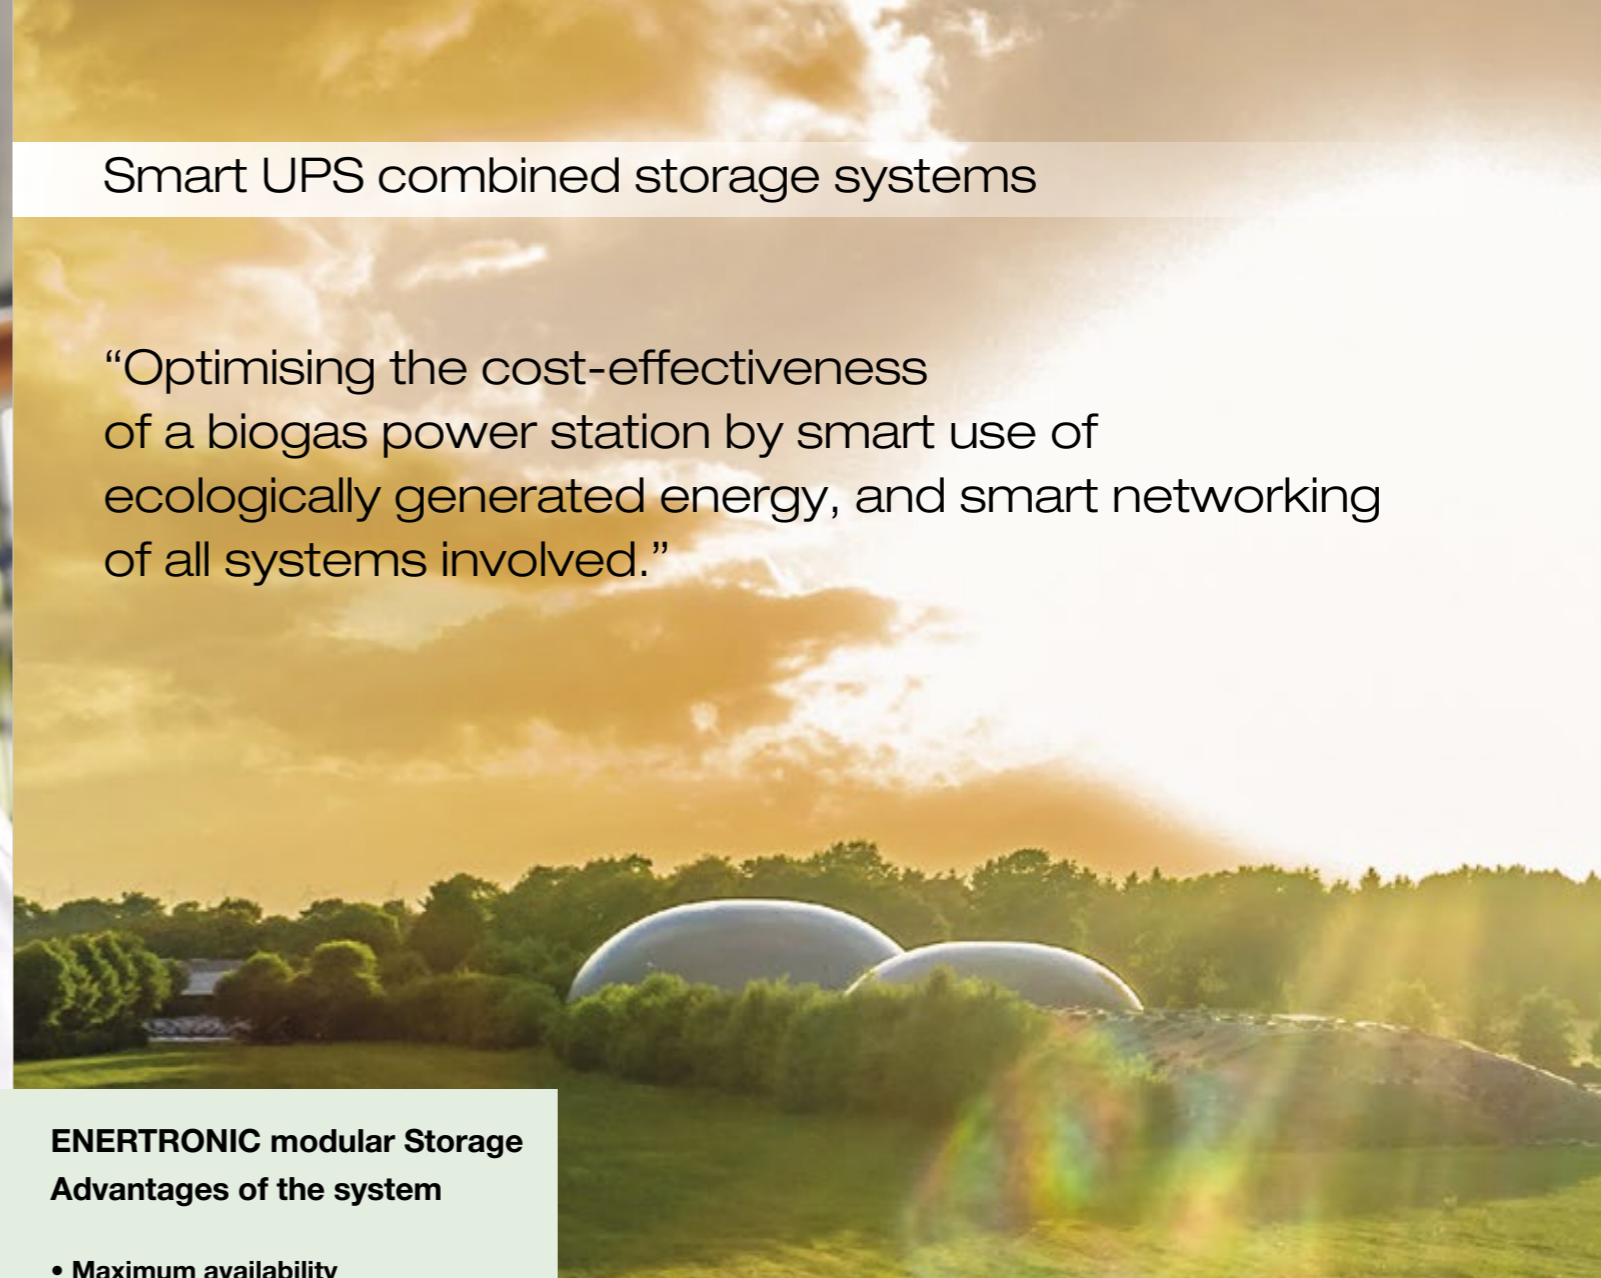 Smart UPS combined storage systems
“Optimising the cost-effectiveness
of a biogas power station by smart use of
ecologically generated energy, and smart networking
of all systems involved.”
ENERTRONIC modular Storage
Advantages of the system
• Maximum availability